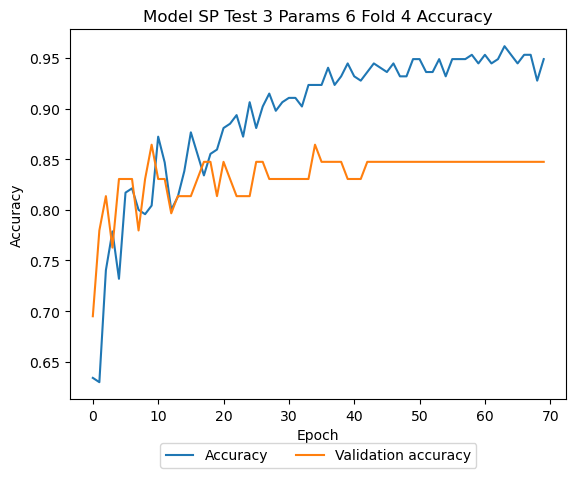 Model SP Test 3 Params 6 Fold 4 Accuracy
0.95
0.90
0.85
0.80
0.75
0.70
0.65
Accuracy
0 10 20 30 40 50 60 70
Epoch
Accuracy Validation accuracy